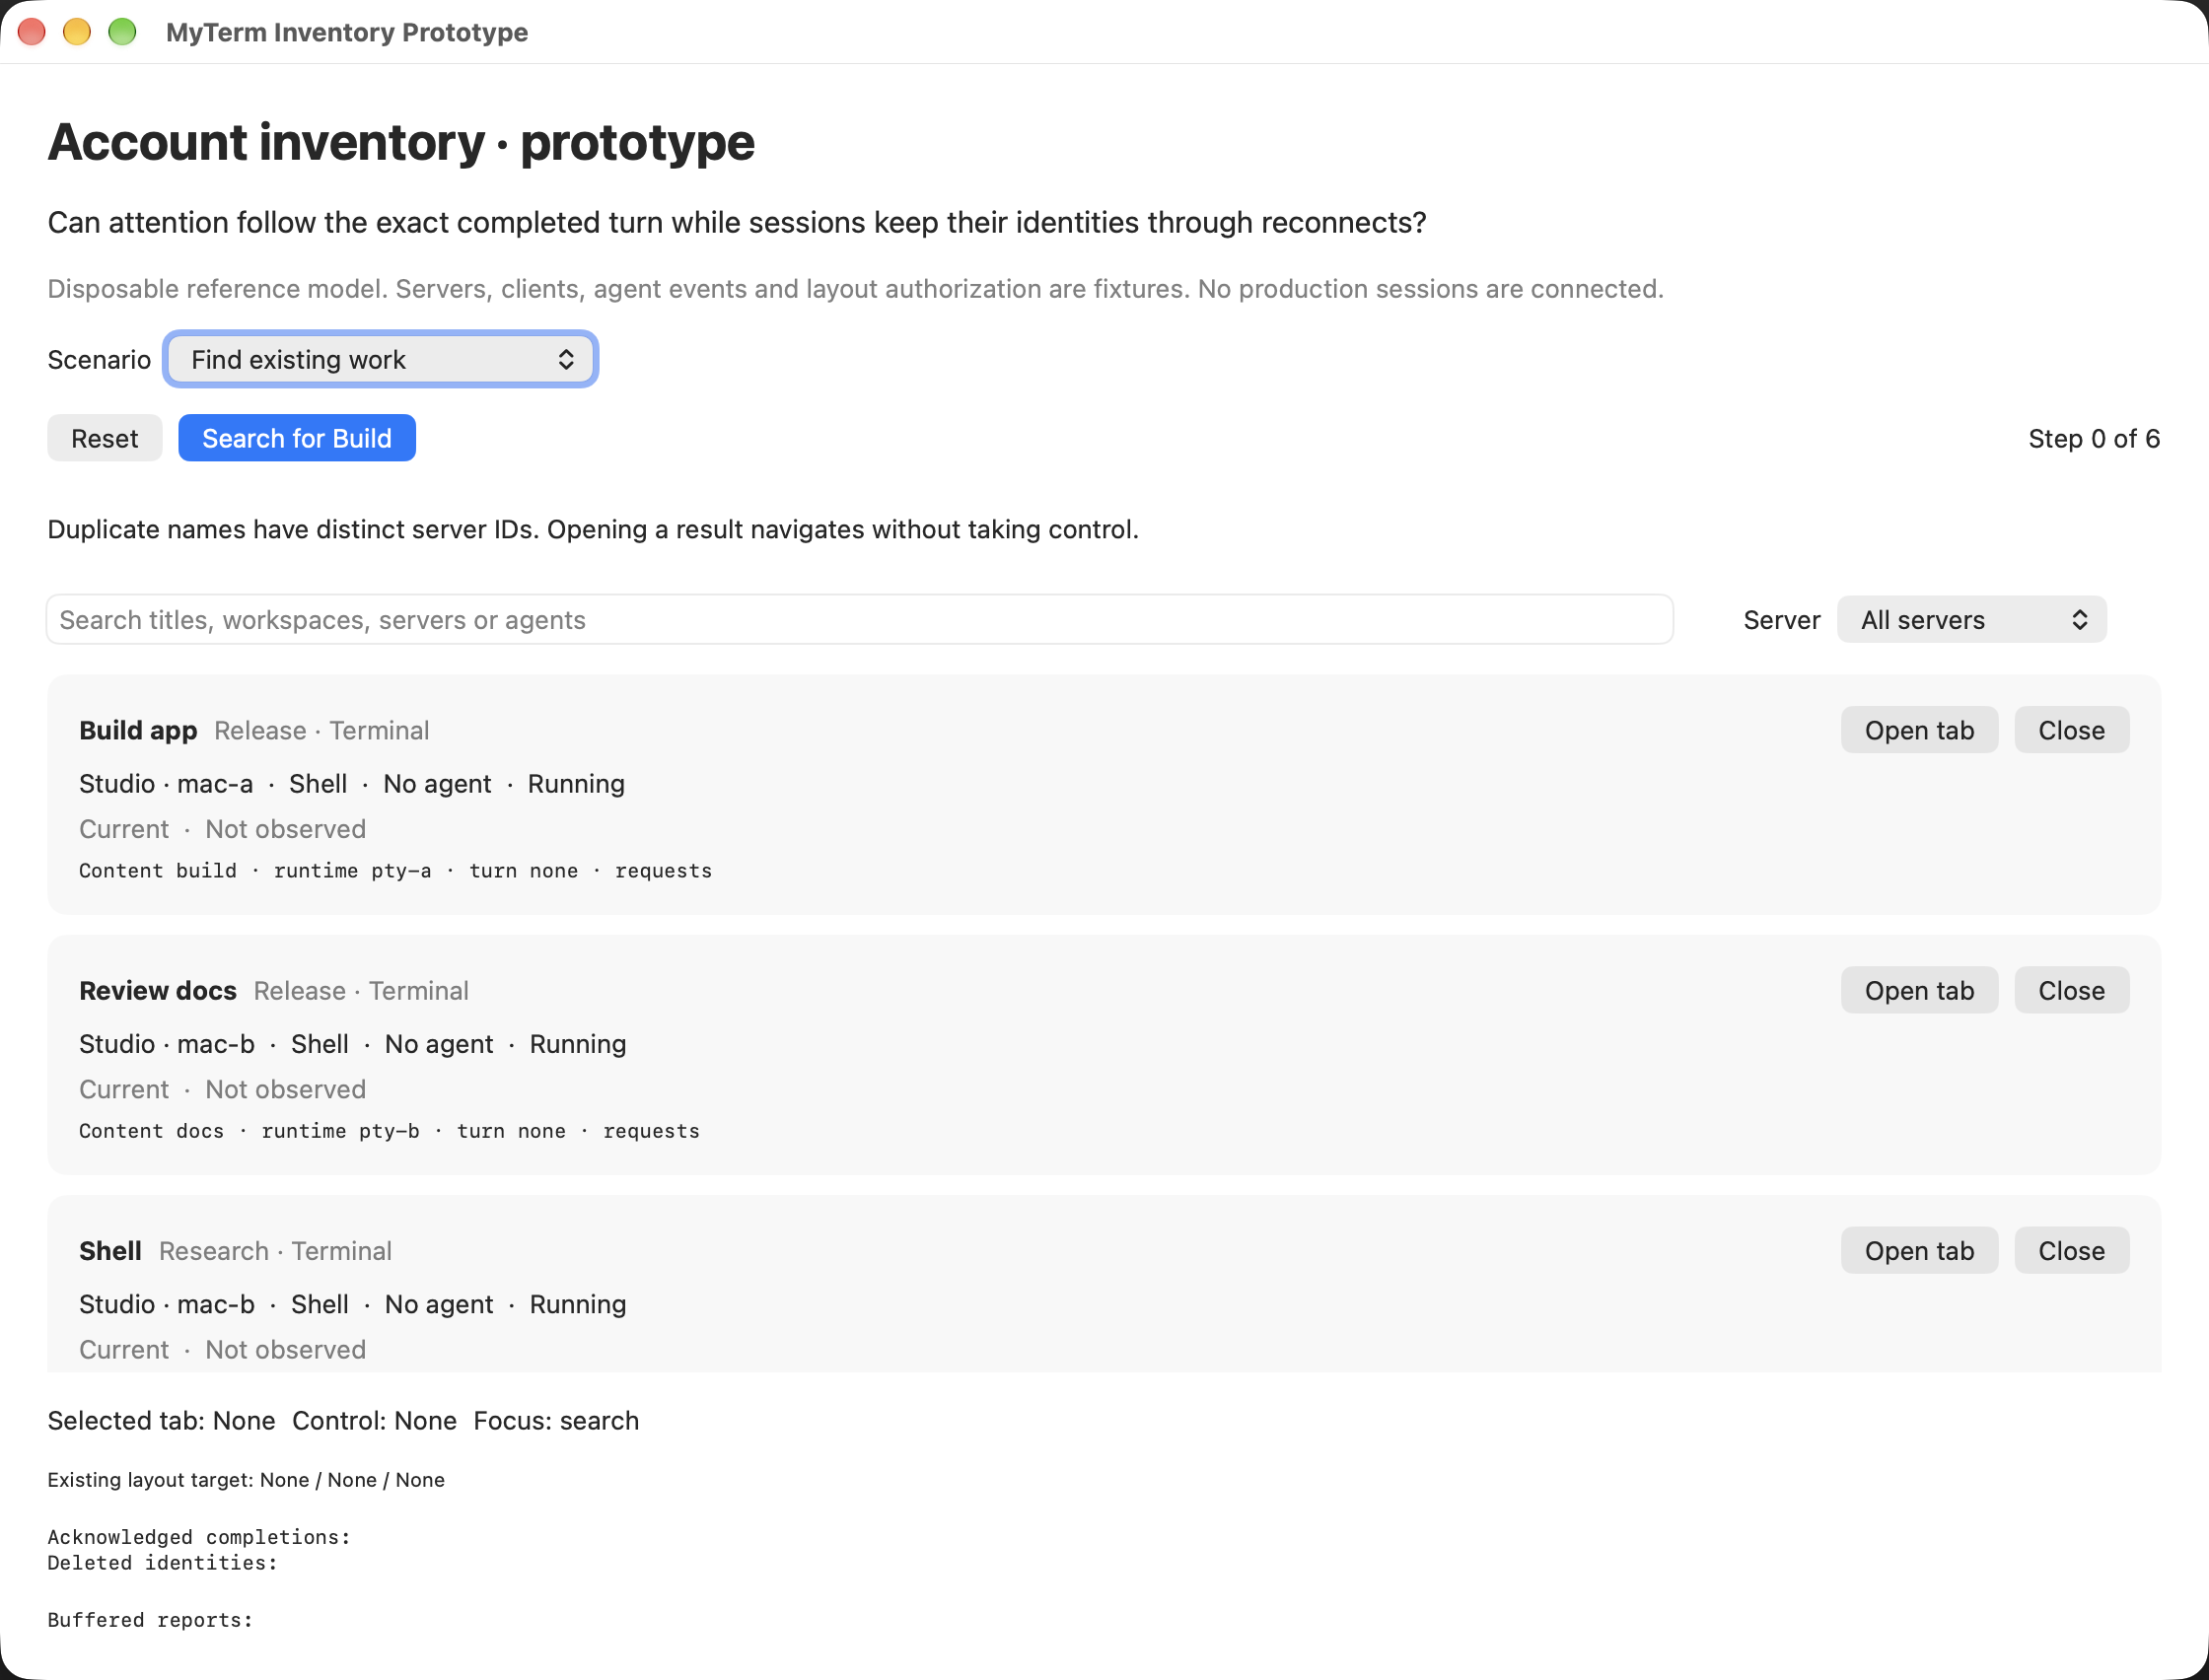 MyTerm Inventory Prototype
Account inventory · prototype
Can attention follow the exact completed turn while sessions keep their identities through reconnects?
Disposable reference model. Servers, clients, agent events and layout authorization are fixtures. No production sessions are connected.
Scenario Find existing work
Reset Search for Build Step 0 of 6
Duplicate names have distinct server IDs. Opening a result navigates without taking control.
Search titles, workspaces, servers or agents Server All servers
Build app Release · Terminal Open tab Close
Studio · mac-a · Shell · No agent · Running
Current · Not observed
Content build · runtime pty-a · turn none · requests
Review docs Release · Terminal Open tab Close
Studio · mac-b · Shell · No agent · Running
Current · Not observed
Content docs · runtime pty-b · turn none · requests
Shell Research · Terminal Open tab Close
Studio · mac-b · Shell · No agent · Running
Current · Not observed
Selected tab: None Control: None Focus: search
Existing layout target: None / None / None
Acknowledged completions:
Deleted identities:
Buffered reports: